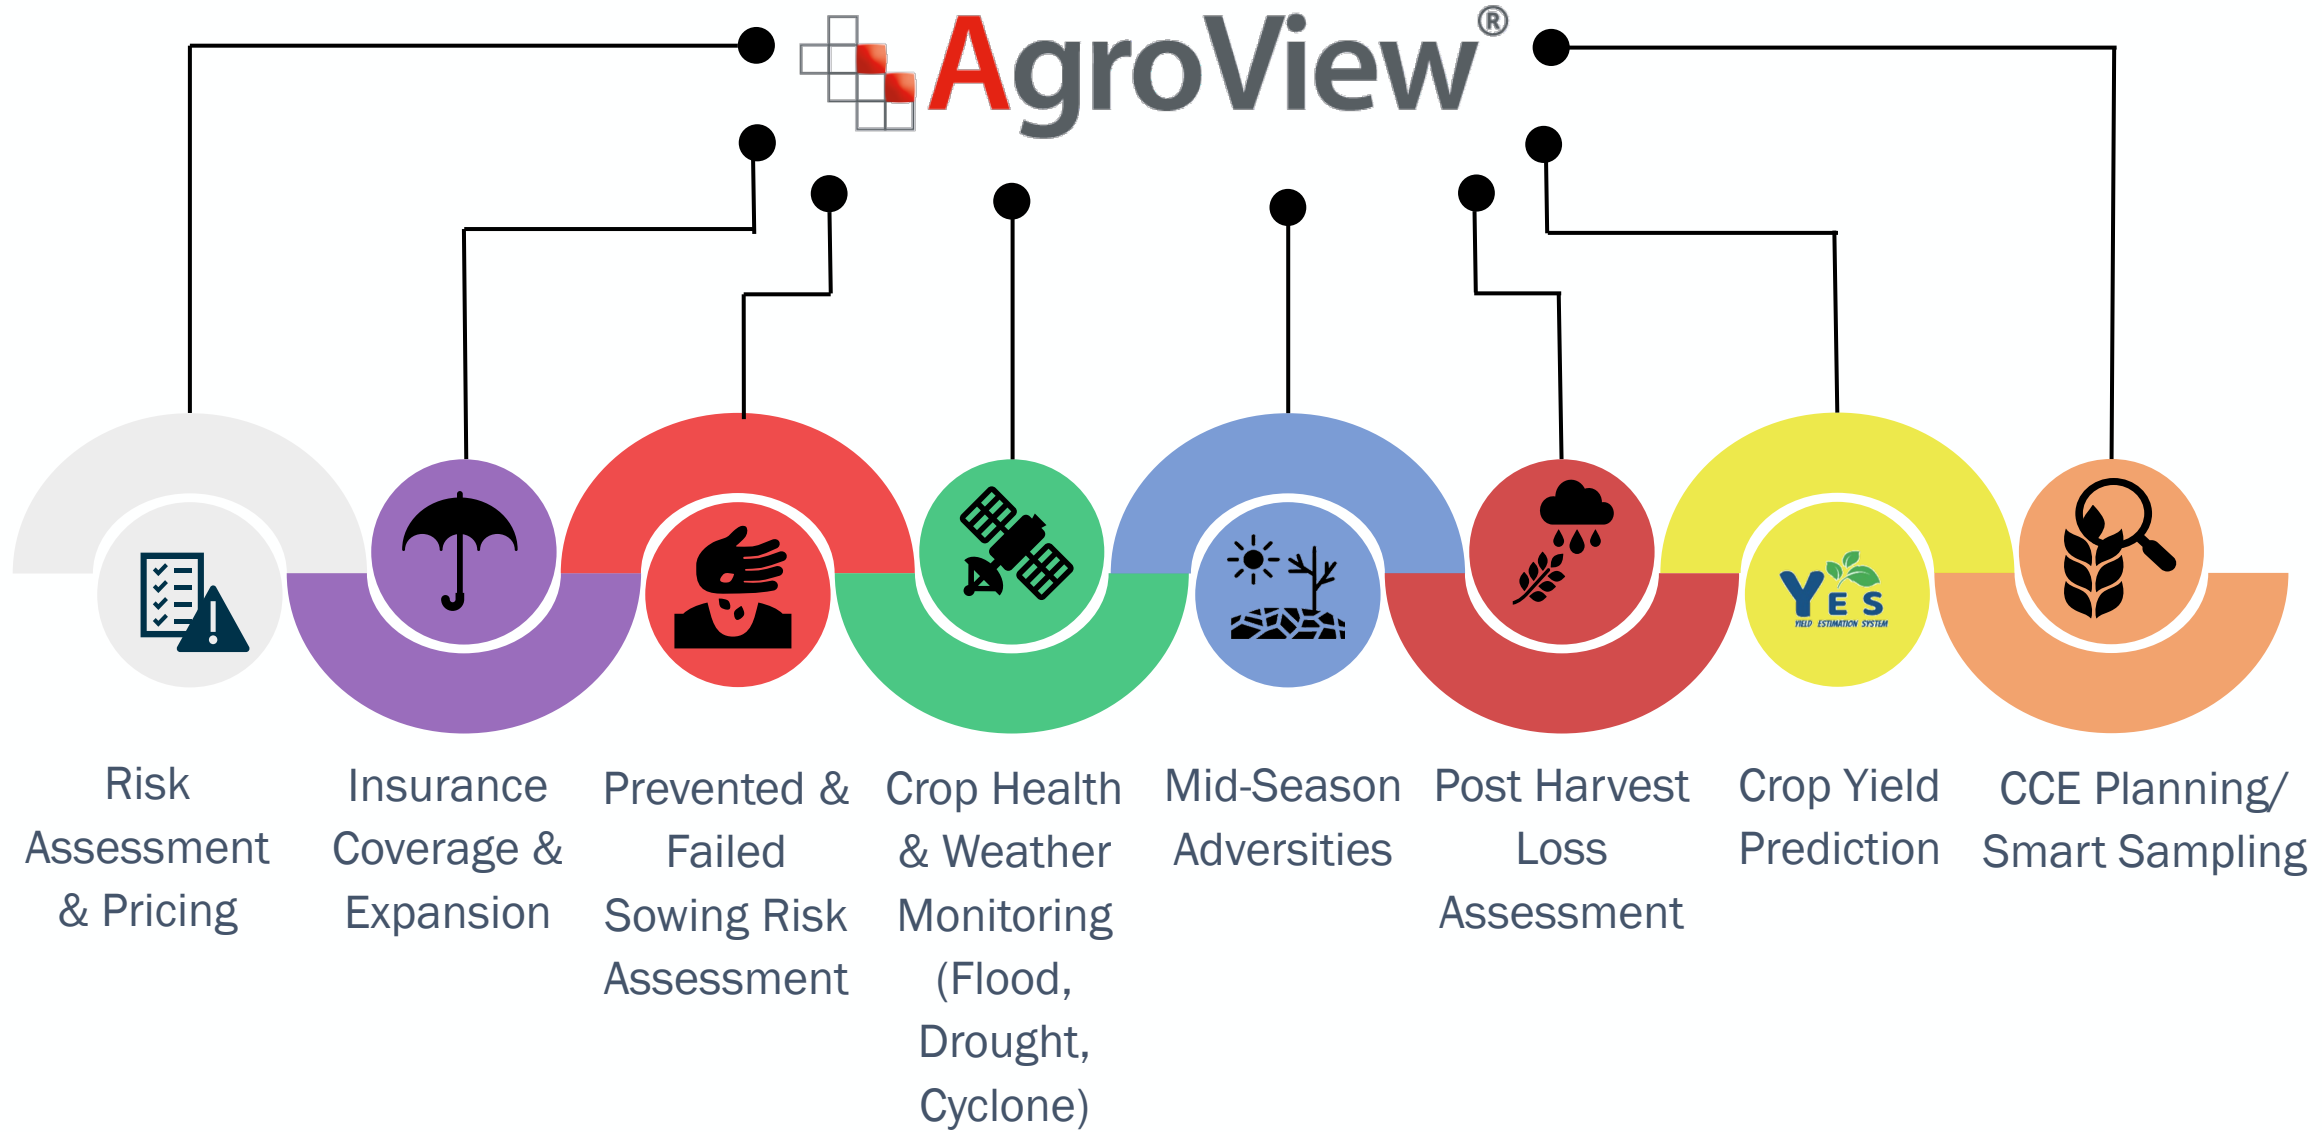 AgroView®
YES
YIELD ESTIMATION SYSTEM
Risk
Assessment
& Pricing
Insurance
Coverage &
Expansion
Prevented &
Failed
Sowing Risk
Assessment
Crop Health
& Weather
Monitoring
(Flood,
Drought,
Cyclone)
Mid-Season
Adversities
Post Harvest
Loss
Assessment
Crop Yield
Prediction
CCE Planning/
Smart Sampling